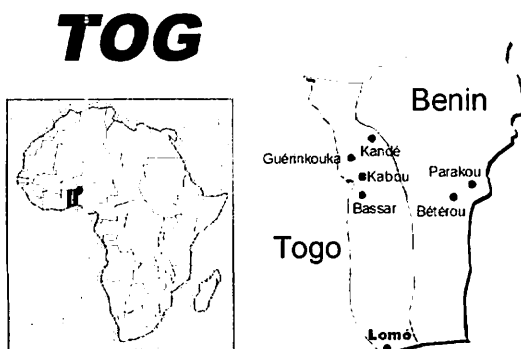 TOG
Benin
Kandé
Guérinkouka
Kabou
Parakou
Bassar
Bétérou
Togo
Lomé